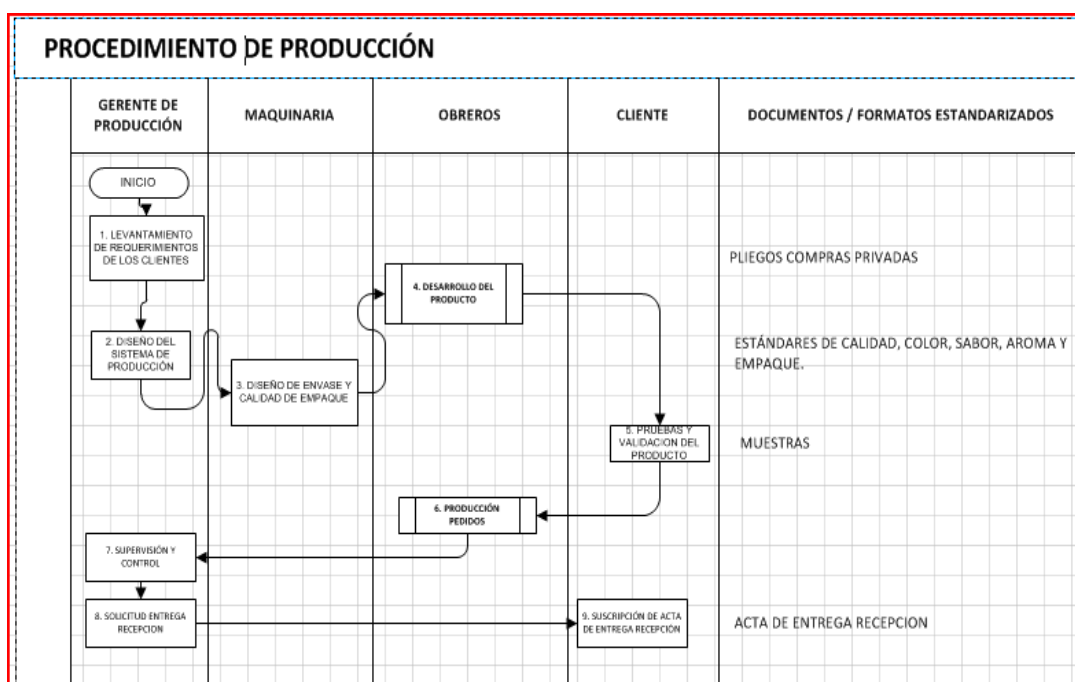 PROCEDIMIENTO DE PRODUCCIÓN
GERENTE DE
PRODUCCIÓN
MAQUINARIA
OBREROS
CLIENTE
DOCUMENTOS / FORMATOS ESTANDARIZADOS
INICIO
1. LEVANTAMIENTO
DE REQUERIMIENTOS
DE LOS CLIENTES
PLIEGOS COMPRAS PRIVADAS
4. DESARROLLO DEL
PRODUCTO
2. DISEÑO DEL
SISTEMA DE
PRODUCCIÓN
ESTÁNDARES DE CALIDAD, COLOR, SABOR, AROMA Y
EMPAQUE.
3. DISEÑO DE ENVASE Y
CALIDAD DE EMPAQUE
5. PRUEBAS Y
VALIDACION DEL
PRODUCTO
MUESTRAS
6. PRODUCCIÓN
PEDIDOS
7. SUPERVISIÓN Y
CONTROL
8. SOLICITUD ENTREGA
RECEPCION
9. SUSCRIPCIÓN DE ACTA
DE ENTREGA RECEPCIÓN
ACTA DE ENTREGA RECEPCION